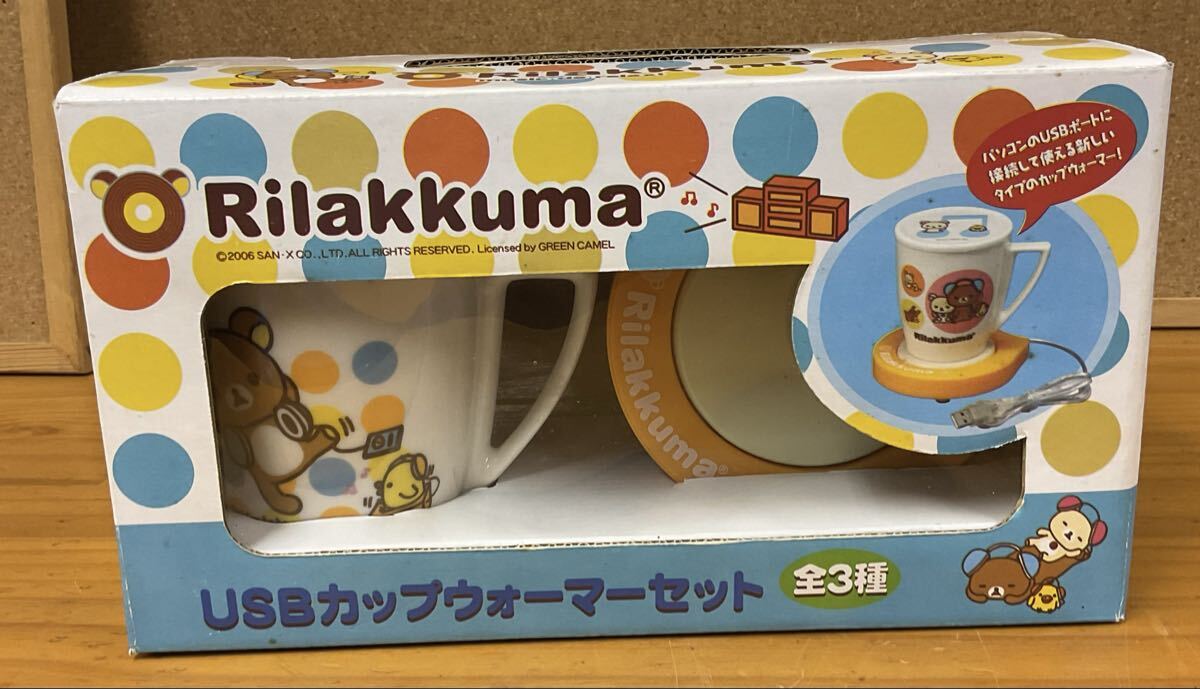 Rilakkuma
Rilakkuma®
©2006 SAN-X CO.,LTD.ALL RIGHTS RESERVED. Licensed by GREEN CAMEL
パソコンのUSBポートに
接続して使える新しい
タイプのカップウォーマー!
Rilakkuma
Rilakkuma®
USBカップウォーマーセット
全3種